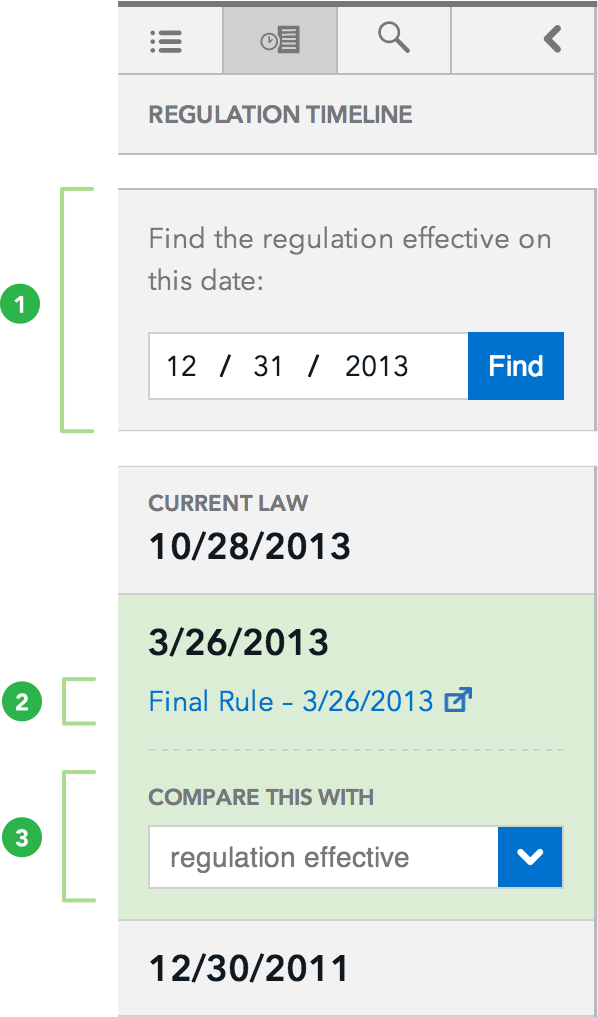 REGULATION TIMELINE
Find the regulation effective on
this date:
1
12 / 31 / 2013 Find
CURRENT LAW
10/28/2013
3/26/2013
2
Final Rule – 3/26/2013
COMPARE THIS WITH
3
regulation effective
12/30/2011